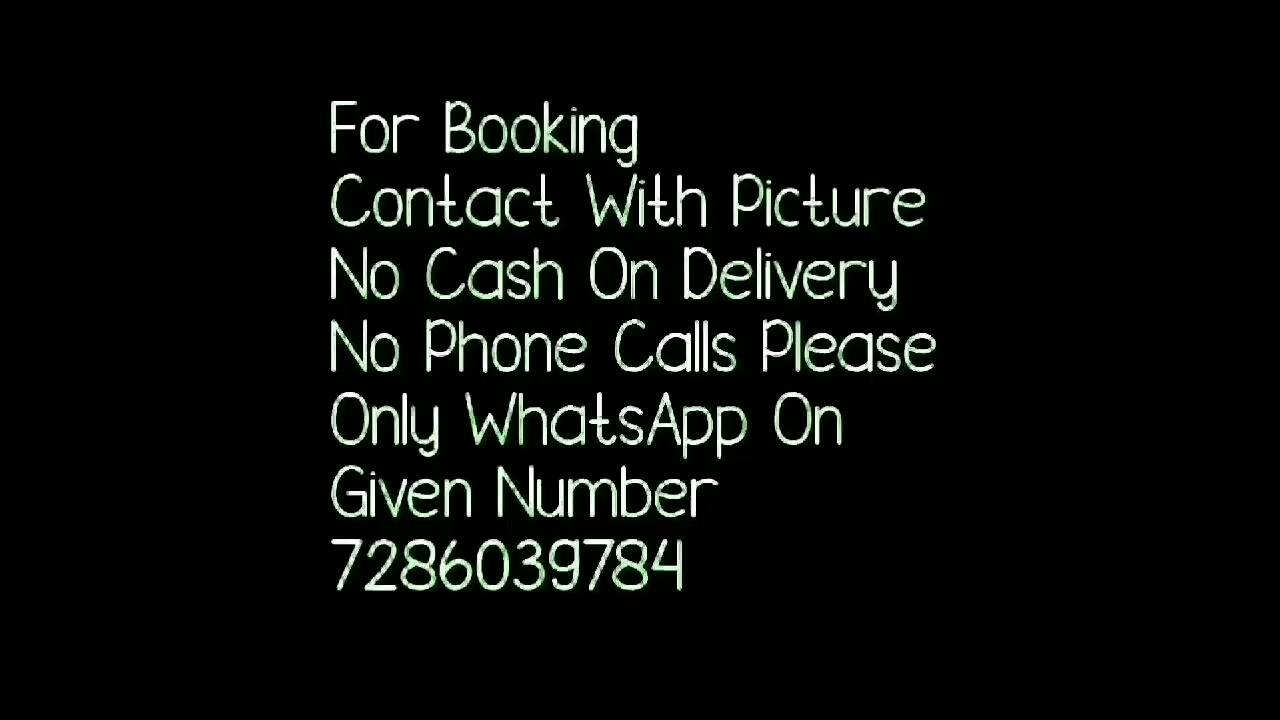 For Booking
Contact With Picture
No Cash On Delivery
No Phone Calls Please
Only WhatsApp On
Given Number
7286039784